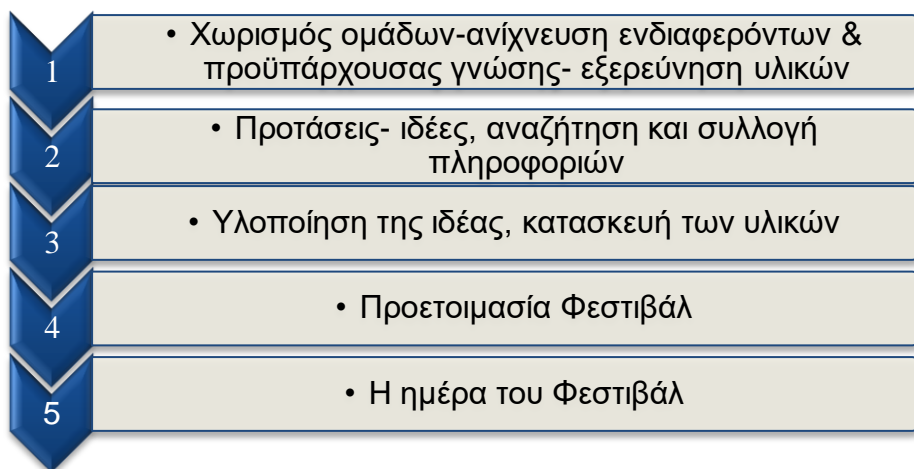 • Χωρισμός ομάδων-ανίχνευση ενδιαφερόντων &
1 προϋπάρχουσας γνώσης- εξερεύνηση υλικών
• Προτάσεις- ιδέες, αναζήτηση και συλλογή
2 πληροφοριών
3 • Υλοποίηση της ιδέας, κατασκευή των υλικών
4 • Προετοιμασία Φεστιβάλ
5 • Η ημέρα του Φεστιβάλ